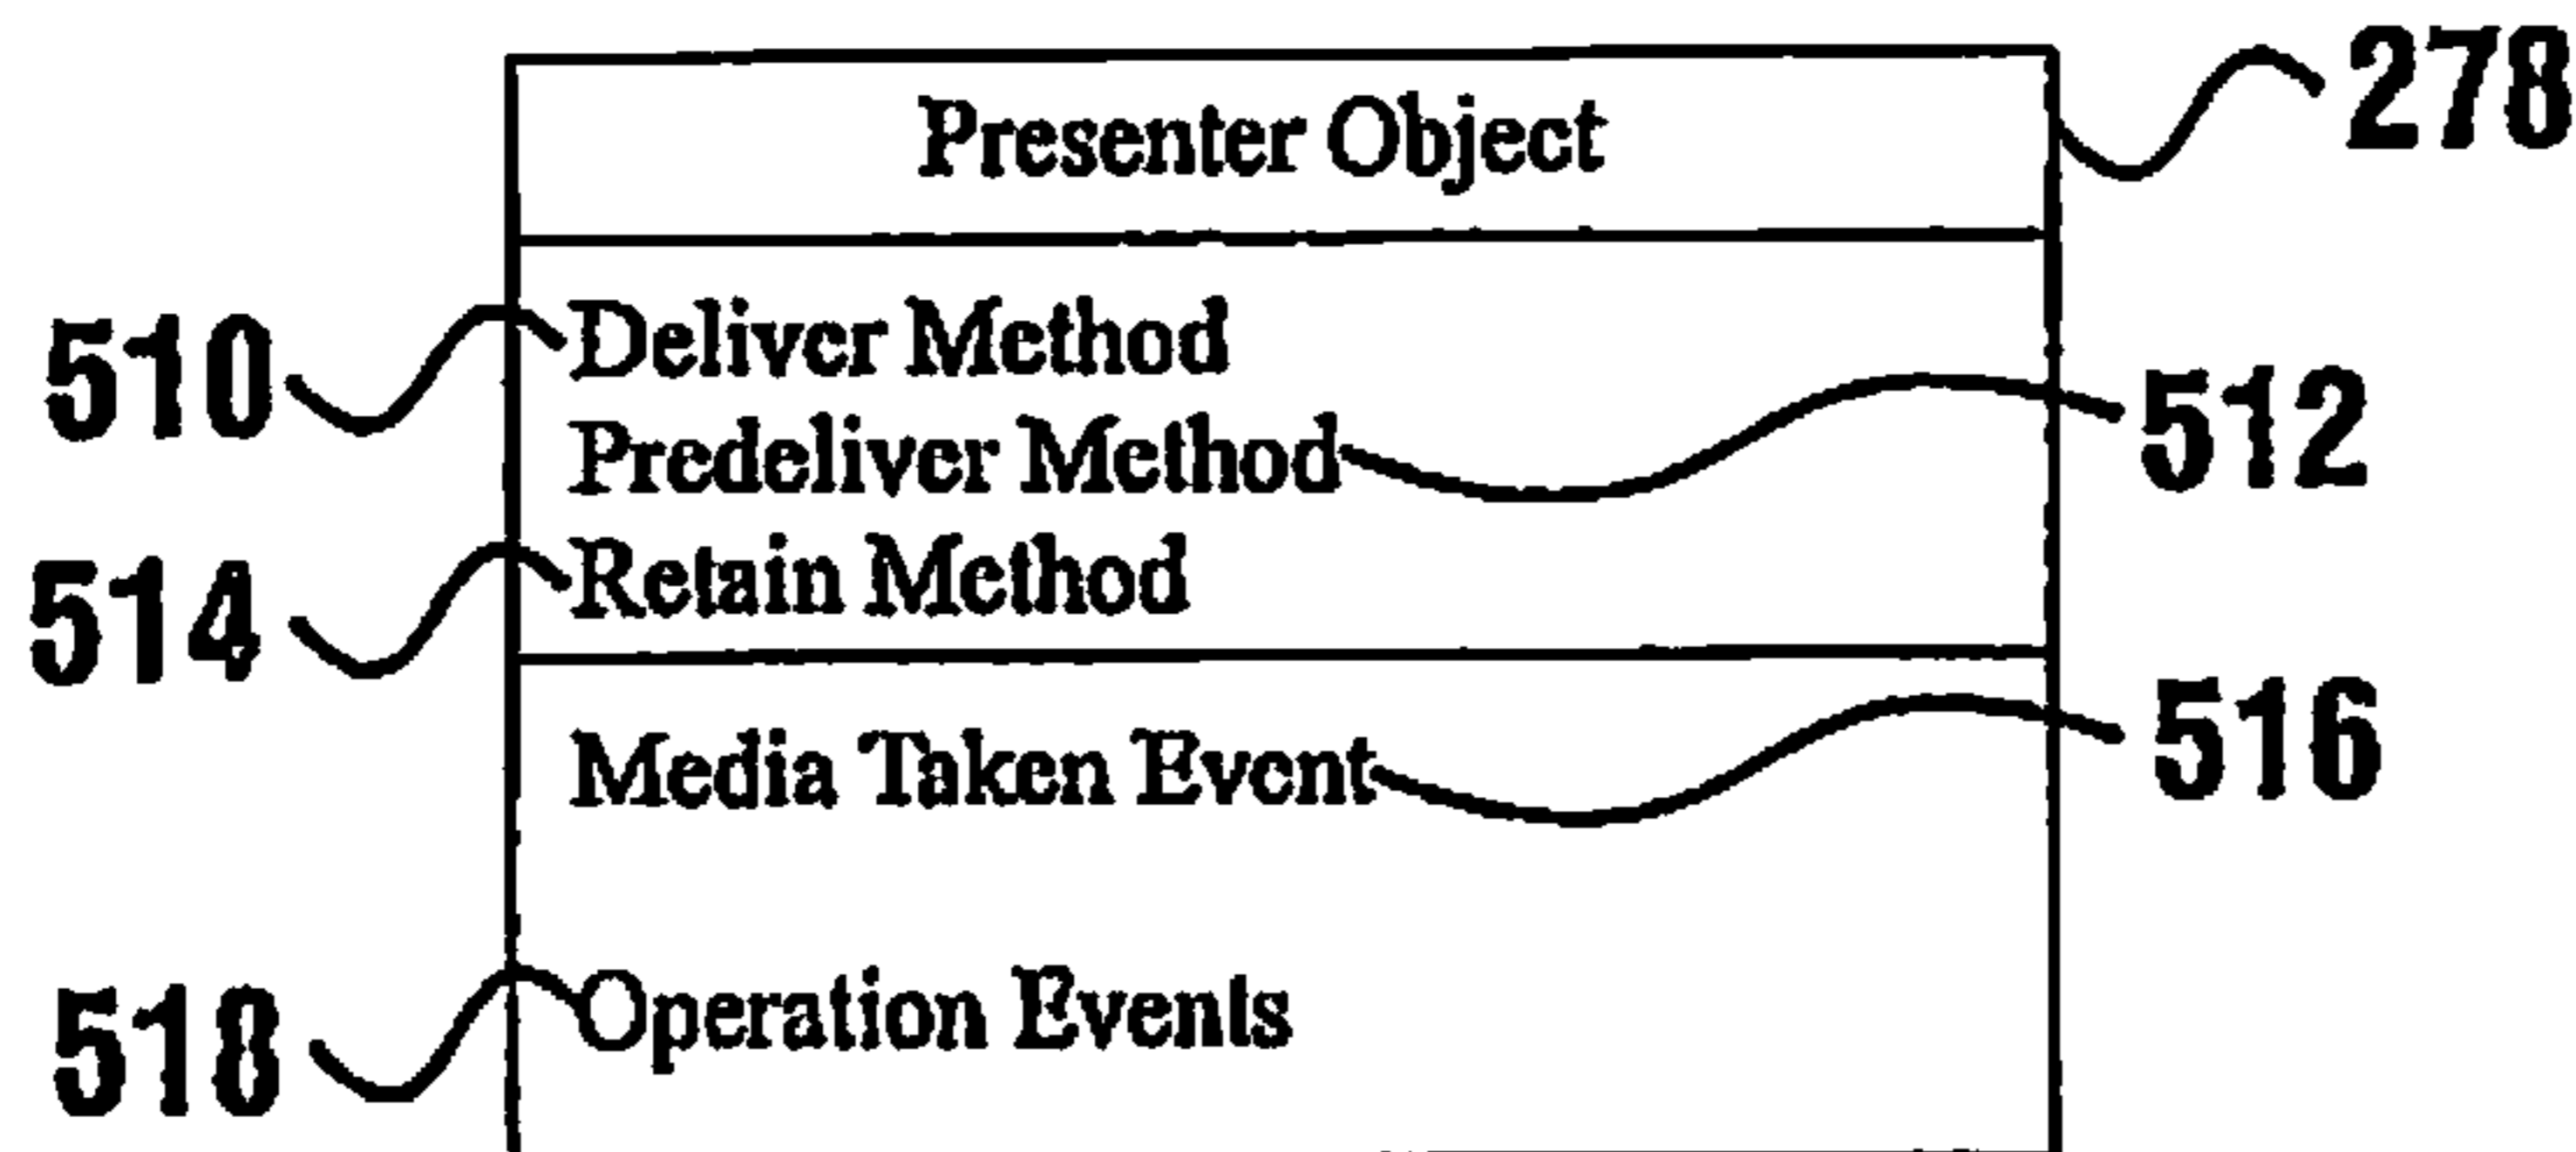 Presenter Object 278
510 Deliver Method
Predeliver Method 512
514 Retain Method
Media Taken Event 516
518 Operation Events